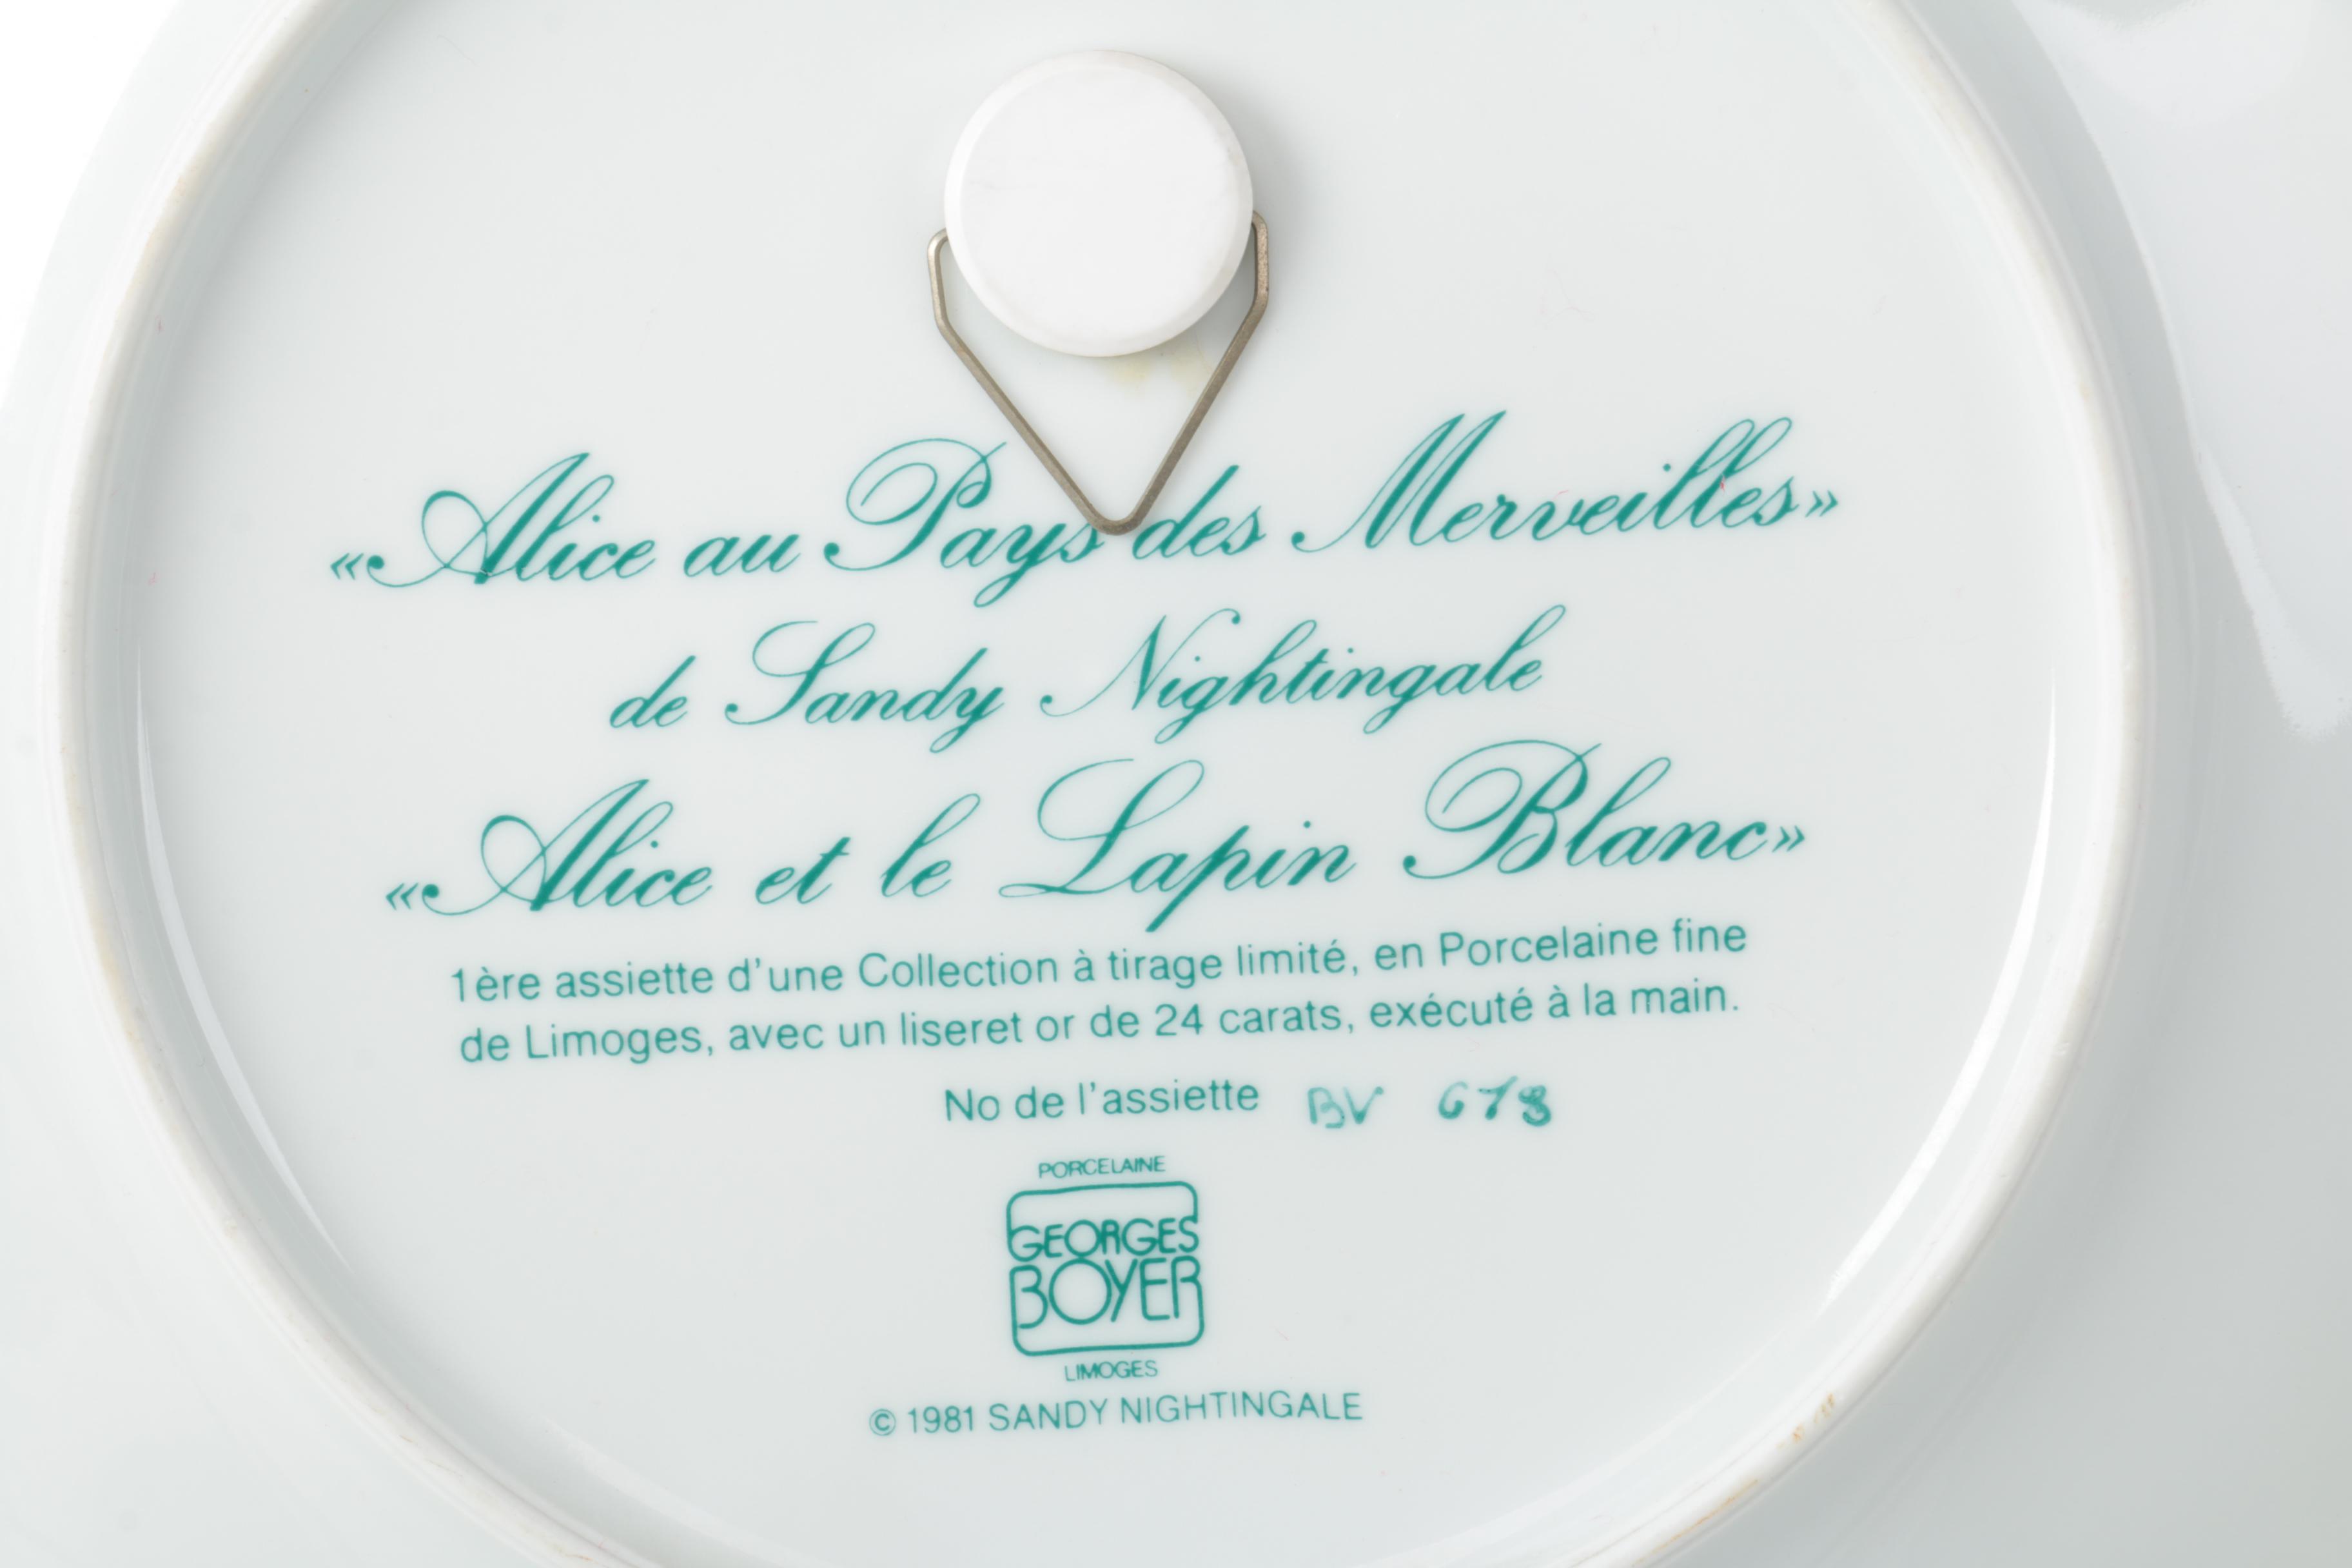 «Alice au Pays des Merveilles»
de Sandy Nightingale
«Alice et le Lapin Blanc»
1ère assiette d'une Collection à tirage limité, en Porcelaine fine
de Limoges, avec un liseret or de 24 carats, exécuté à la main.
No de l'assiette BV 678
PORCELAINE
GEORGES
BOYER
LIMOGES
© 1981 SANDY NIGHTINGALE